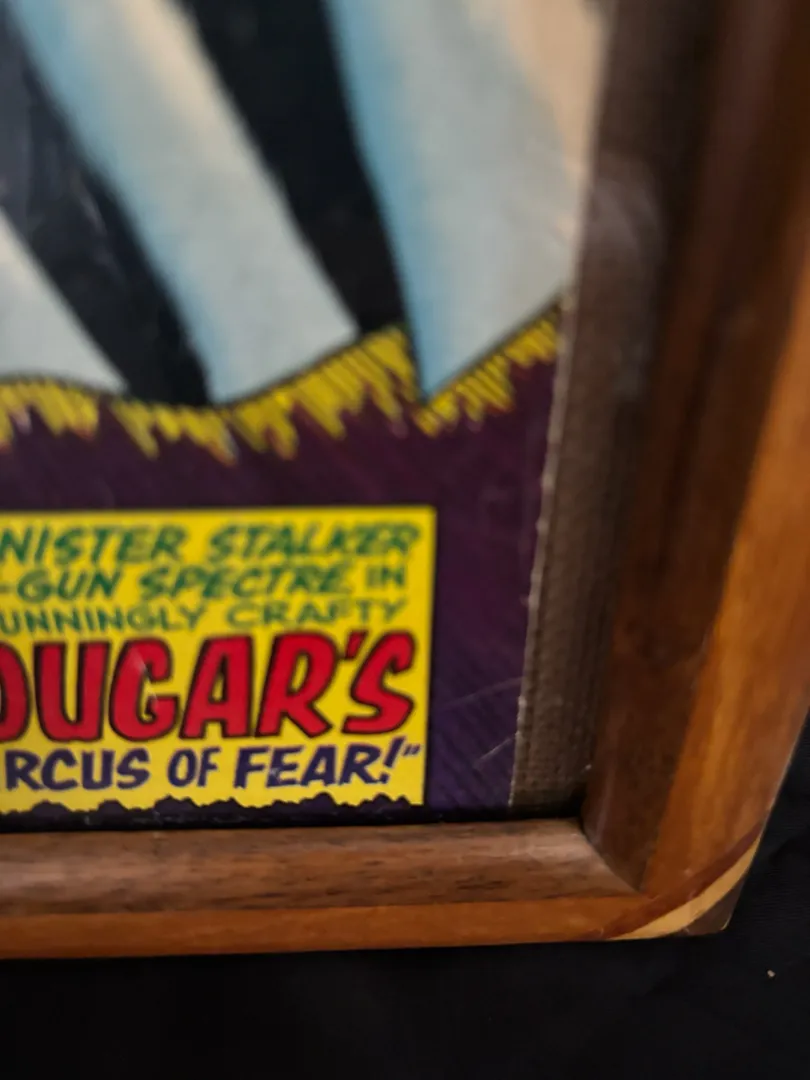 NISTER STALKER
-GUN SPECTRE IN
UNNINGLY CRAFTY
OUGAR'S
RCUS OF FEAR!"